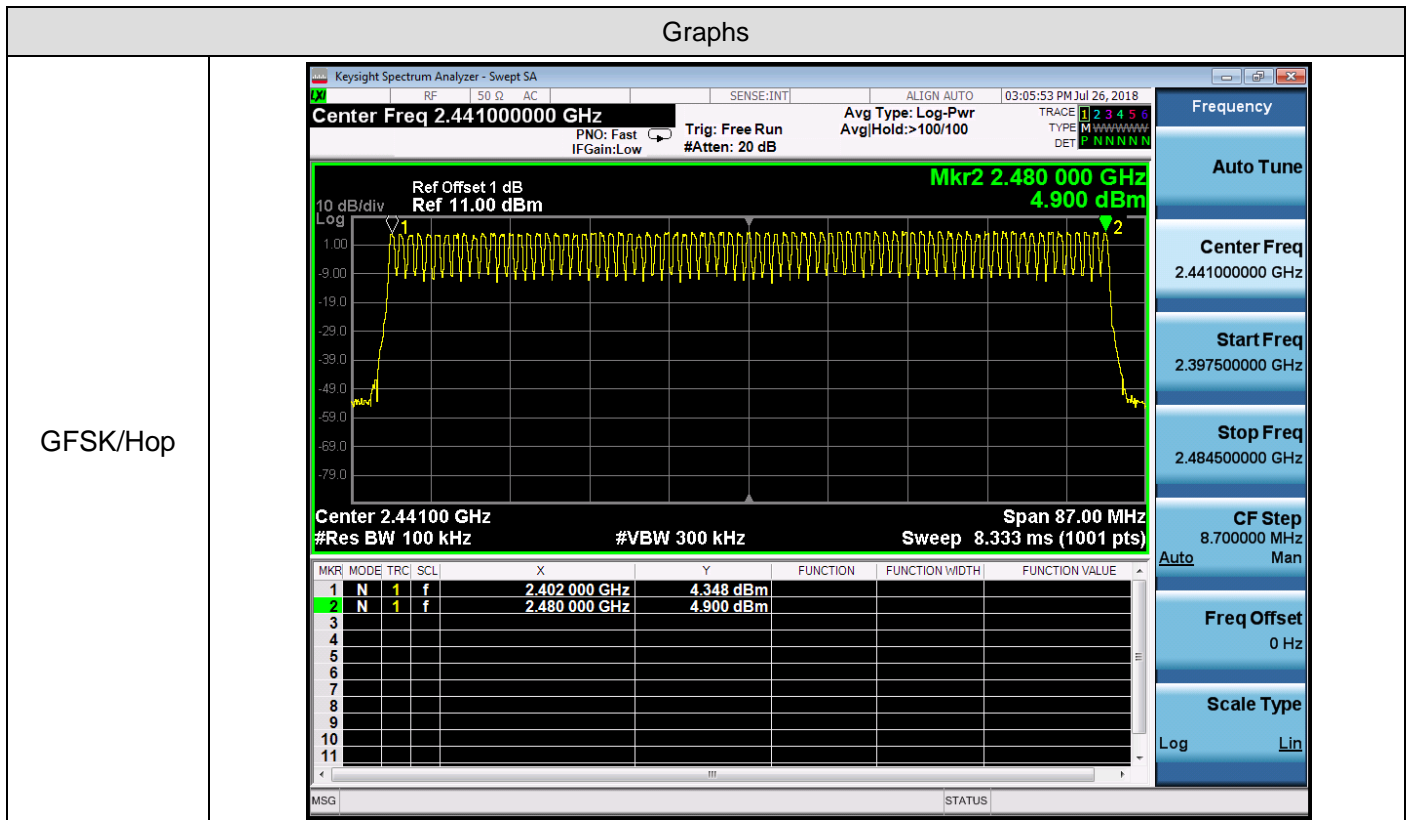 Graphs
GFSK/Hop
Keysight Spectrum Analyzer - Swept SA
LXI RF 50 Ω AC SENSE:INT ALIGN AUTO 03:05:53 PM Jul 26, 2018
Center Freq 2.441000000 GHz
PNO: Fast
IFGain:Low
Trig: Free Run
#Atten: 20 dB
Avg Type: Log-Pwr
Avg|Hold:>100/100
TRACE 1 2 3 4 5 6
TYPE M W W W W W
DET P N N N N N
Mkr2 2.480 000 GHz
4.900 dBm
Ref Offset 1 dB
10 dB/div Ref 11.00 dBm
Log
1
2
1.00
-9.00
-19.0
-29.0
-39.0
-49.0
-59.0
-69.0
-79.0
Center 2.44100 GHz Span 87.00 MHz
#Res BW 100 kHz #VBW 300 kHz Sweep 8.333 ms (1001 pts)
MKR MODE TRC SCL X Y FUNCTION FUNCTION WIDTH FUNCTION VALUE
1 N 1 f 2.402 000 GHz 4.348 dBm
2 N 1 f 2.480 000 GHz 4.900 dBm
3
4
5
6
7
8
9
10
11
MSG STATUS
Frequency
Auto Tune
Center Freq
2.441000000 GHz
Start Freq
2.397500000 GHz
Stop Freq
2.484500000 GHz
CF Step
8.700000 MHz
Auto Man
Freq Offset
0 Hz
Scale Type
Log Lin